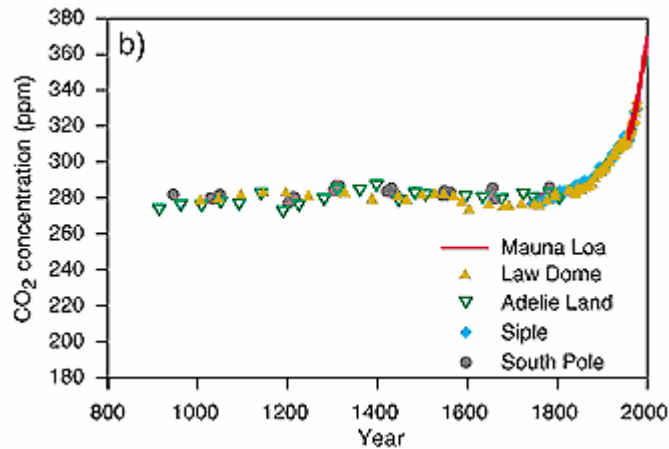 380
b)
360
340
320
300
280
260
240
220
200
180
CO2 concentration (ppm)
Mauna Loa
Law Dome
Adelie Land
Siple
South Pole
800 1000 1200 1400 1600 1800 2000
Year